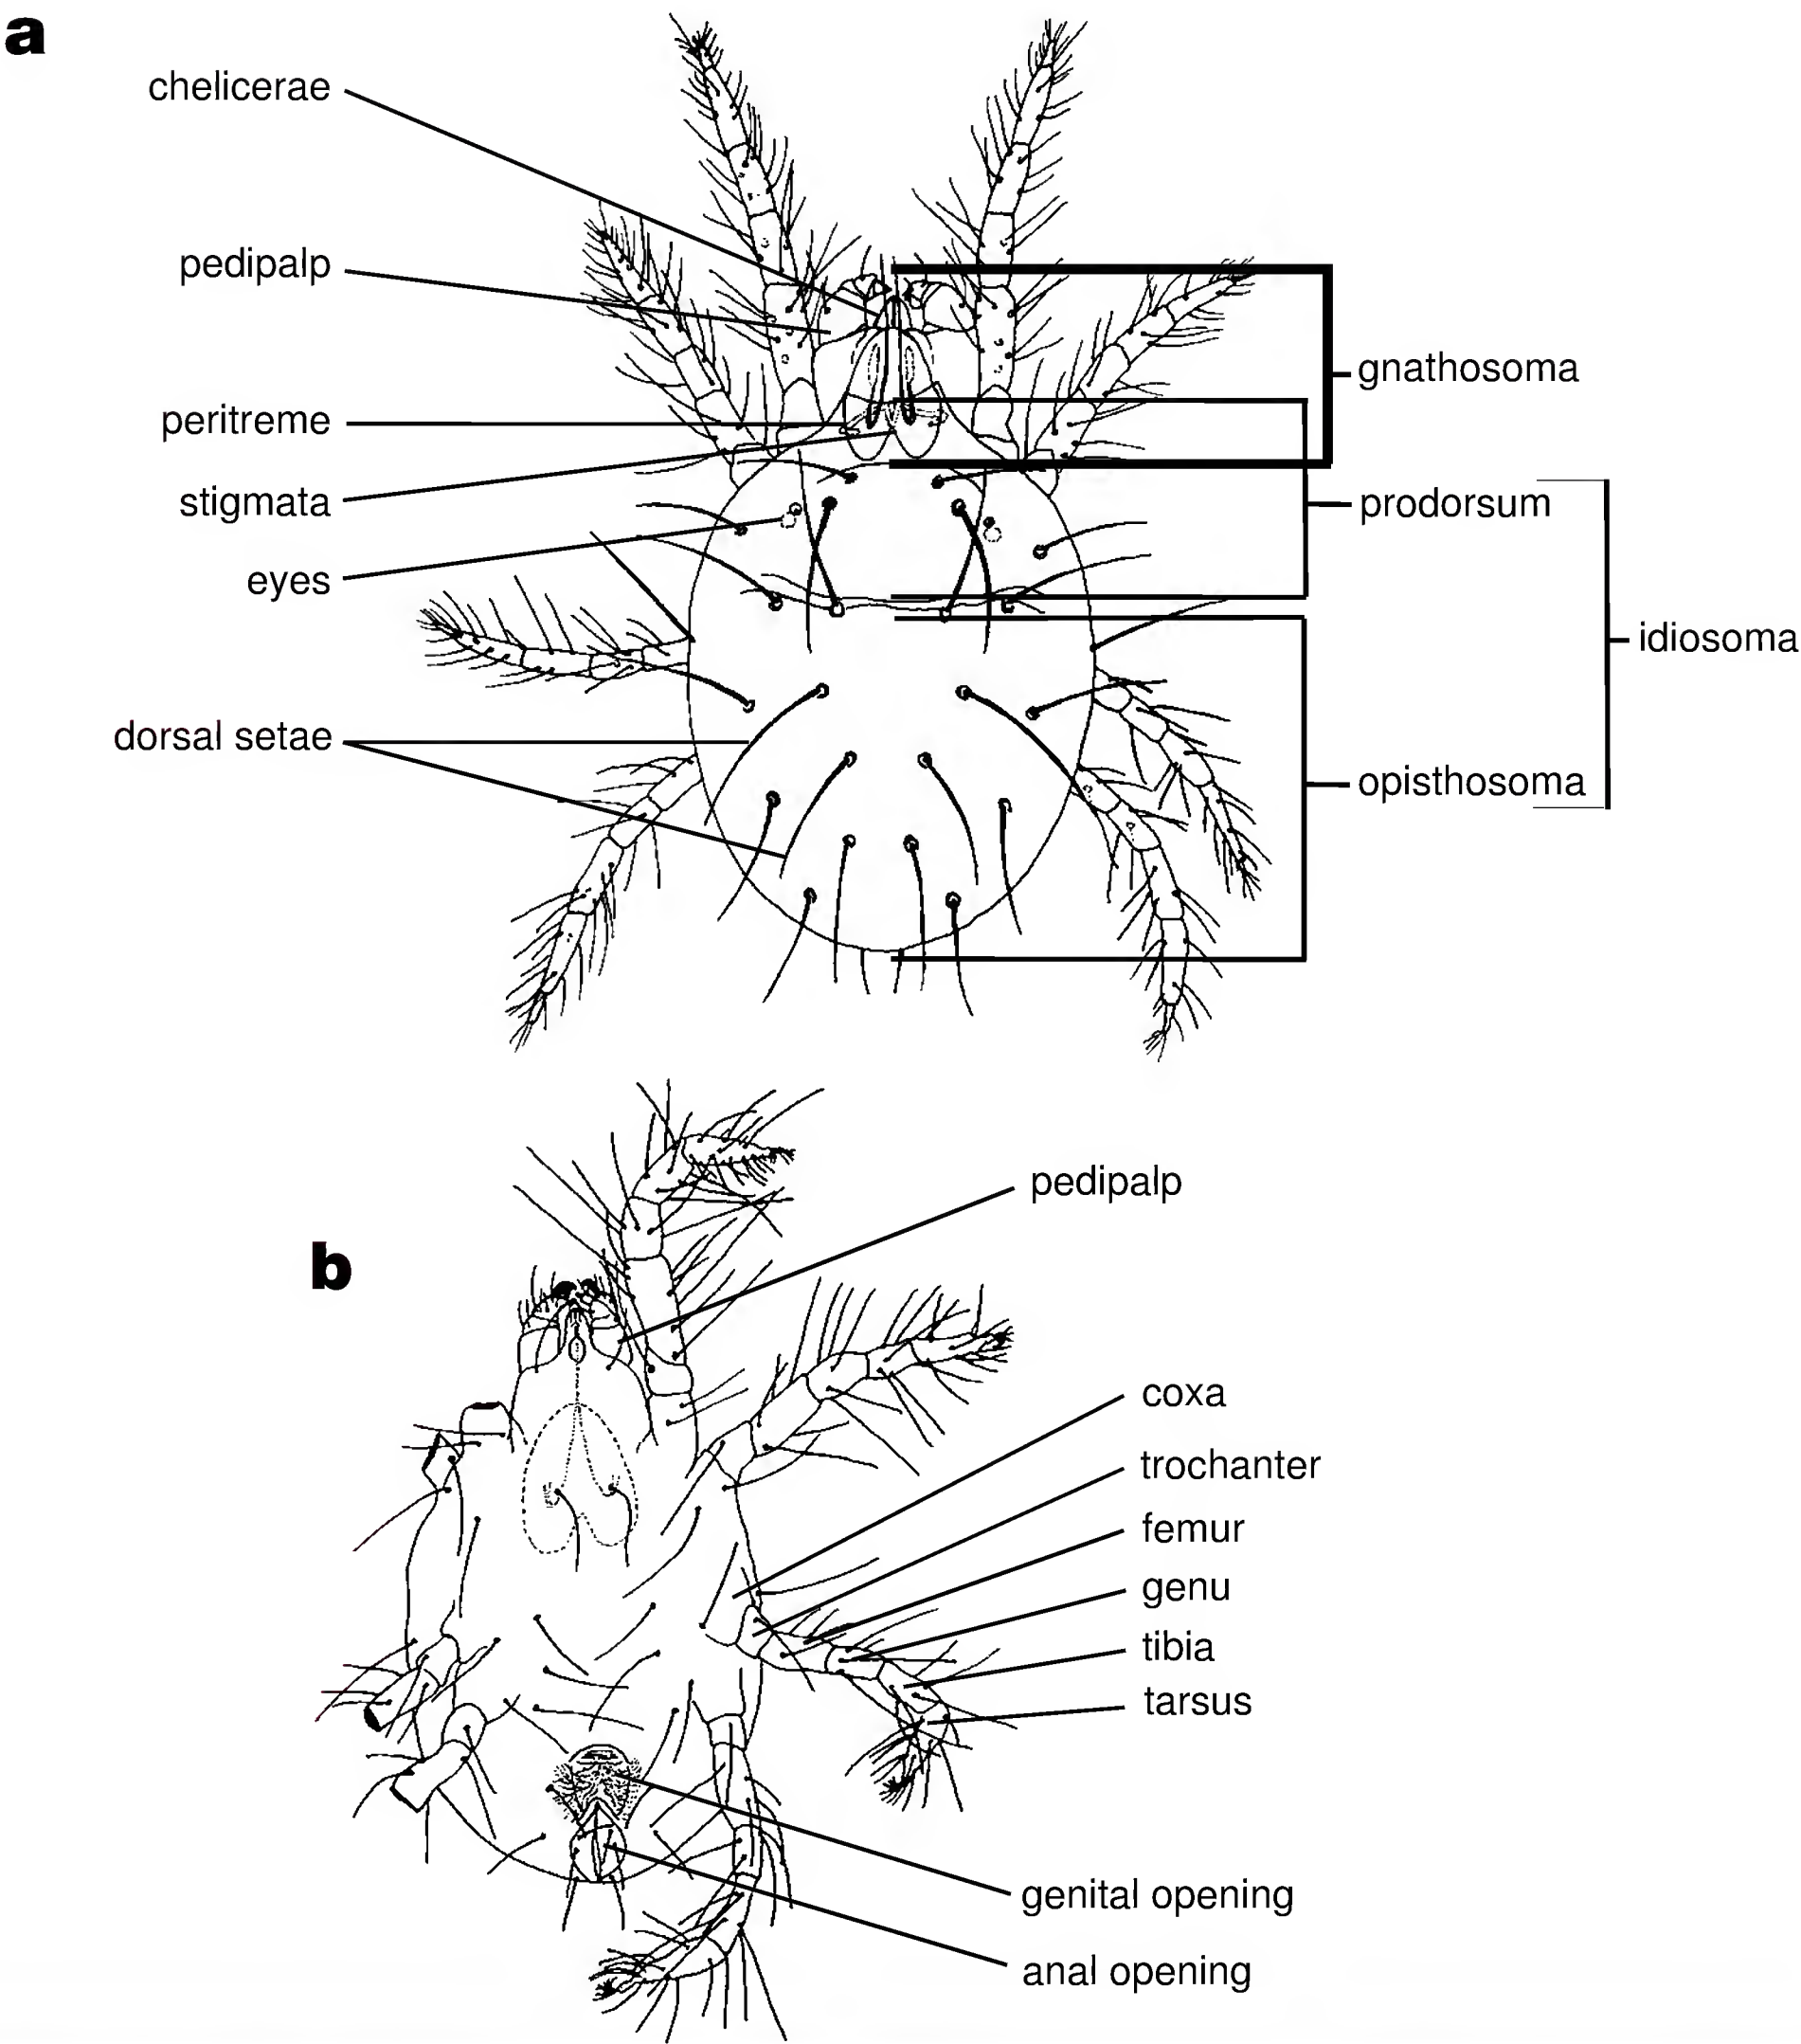 a
chelicerae
pedipalp
peritreme
stigmata
eyes
dorsal setae
gnathosoma
prodorsum
idiosoma
opisthosoma
b
pedipalp
coxa
trochanter
femur
genu
tibia
tarsus
genital opening
anal opening